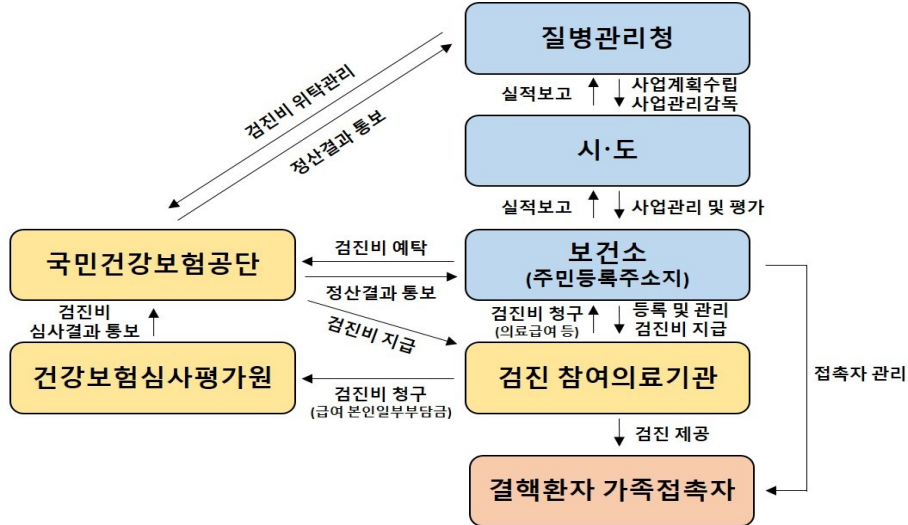 질병관리청
실적보고
사업계획수립
사업관리감독
검진비 위탁관리
정산결과 통보
시·도
실적보고
사업관리 및 평가
국민건강보험공단
검진비 예탁
정산결과 통보
보건소
(주민등록주소지)
검진비
심사결과 통보
검진비 지급
검진비 청구
(의료급여 등)
등록 및 관리
검진비 지급
건강보험심사평가원
검진비 청구
(급여 본인일부부담금)
검진 참여의료기관
접촉자 관리
검진 제공
결핵환자 가족접촉자